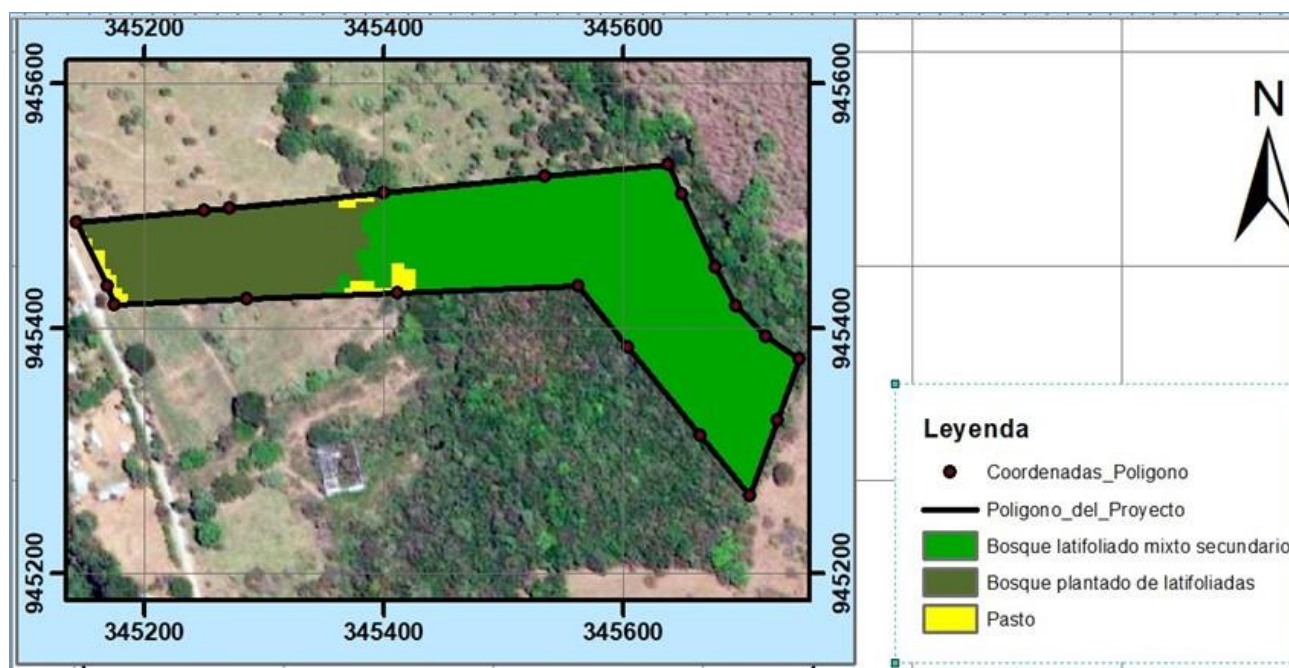 345200 345400 345600
945600 945600
945400 945400
945200 945200
345200 345400 345600
N
Leyenda
Coordenadas_Poligono
Poligono_del_Proyecto
Bosque latifoliado mixto secundario
Bosque plantado de latifoliadas
Pasto